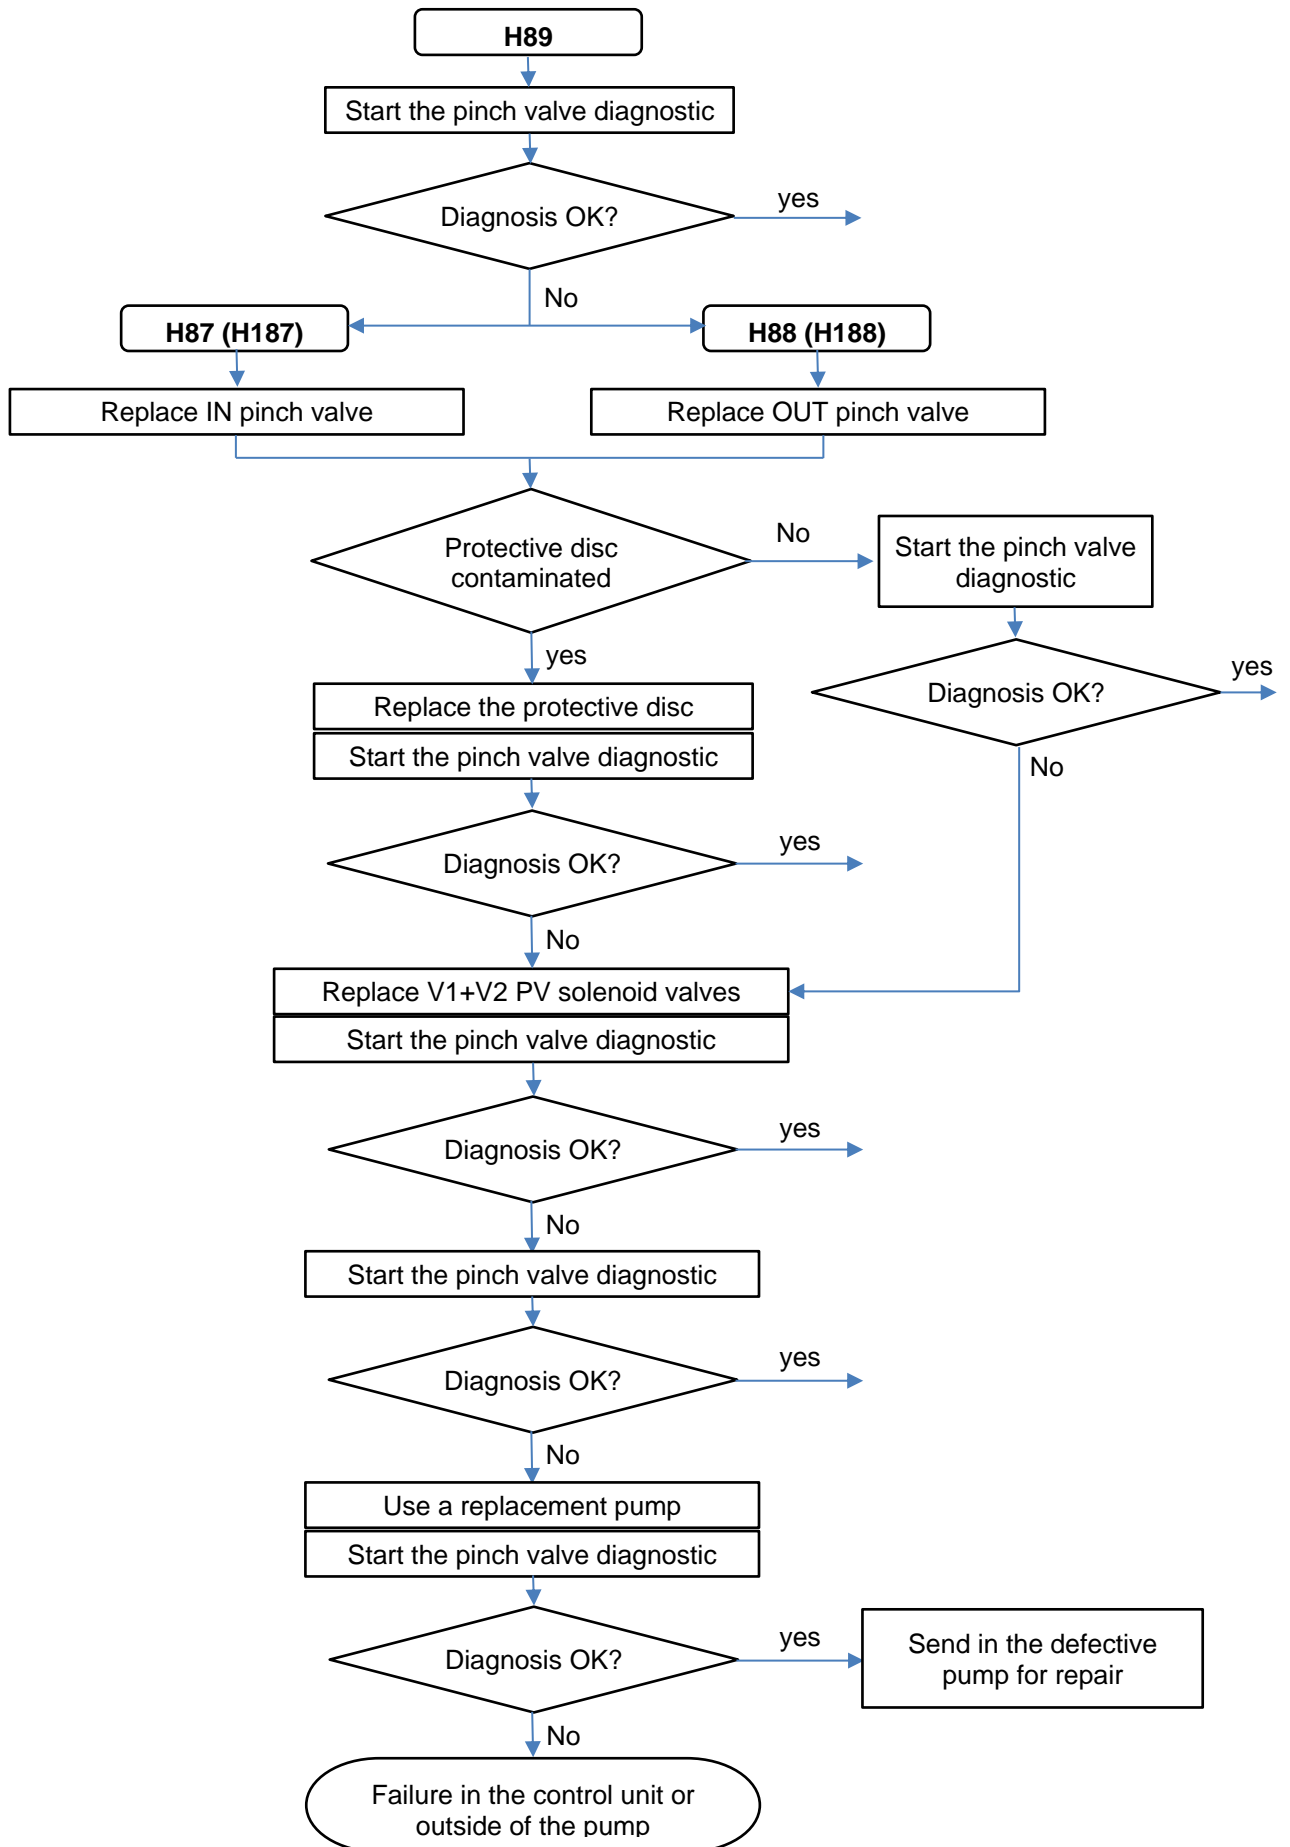 H89
Start the pinch valve diagnostic
Diagnosis OK?
yes
No
H87 (H187)
H88 (H188)
Replace IN pinch valve
Replace OUT pinch valve
Protective disc
contaminated
No
Start the pinch valve
diagnostic
yes
Diagnosis OK?
yes
No
Replace the protective disc
Start the pinch valve diagnostic
Diagnosis OK?
yes
No
Replace V1+V2 PV solenoid valves
Start the pinch valve diagnostic
Diagnosis OK?
yes
No
Start the pinch valve diagnostic
Diagnosis OK?
yes
No
Use a replacement pump
Start the pinch valve diagnostic
Diagnosis OK?
yes
Send in the defective
pump for repair
No
Failure in the control unit or
outside of the pump